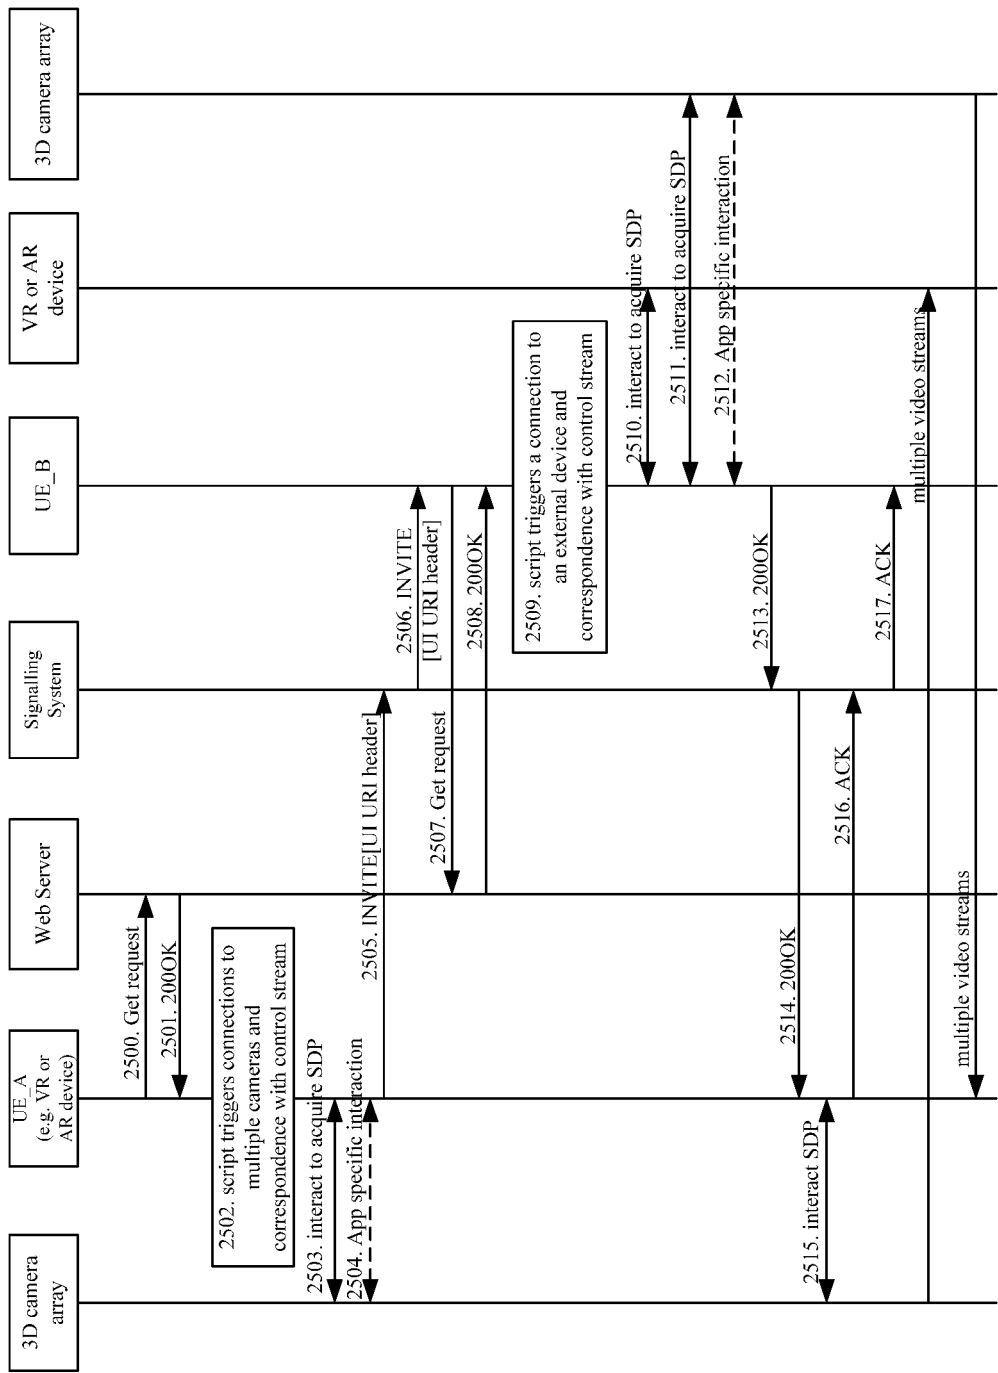 3D camera
array
UE_A
(e.g. VR or
AR device)
Web Server
Signalling
System
UE_B
VR or AR
device
3D camera array
2500. Get request
2501. 200OK
2502. script triggers connections to
multiple cameras and
correspondence with control stream
2503. interact to acquire SDP
2504. App specific interaction
2505. INVITE[UI URI header]
2506. INVITE
[UI URI header]
2507. Get request
2508. 200OK
2509. script triggers a connection to
an external device and
correspondence with control stream
2510. interact to acquire SDP
2511. interact to acquire SDP
2512. App specific interaction
2513. 200OK
2514. 200OK
2515. interact SDP
2516. ACK
2517. ACK
multiple video streams
multiple video streams